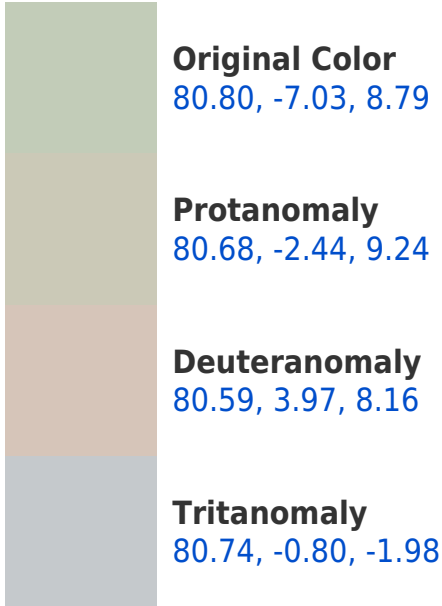 Original Color
80.80, -7.03, 8.79
Protanomaly
80.68, -2.44, 9.24
Deuteranomaly
80.59, 3.97, 8.16
Tritanomaly
80.74, -0.80, -1.98